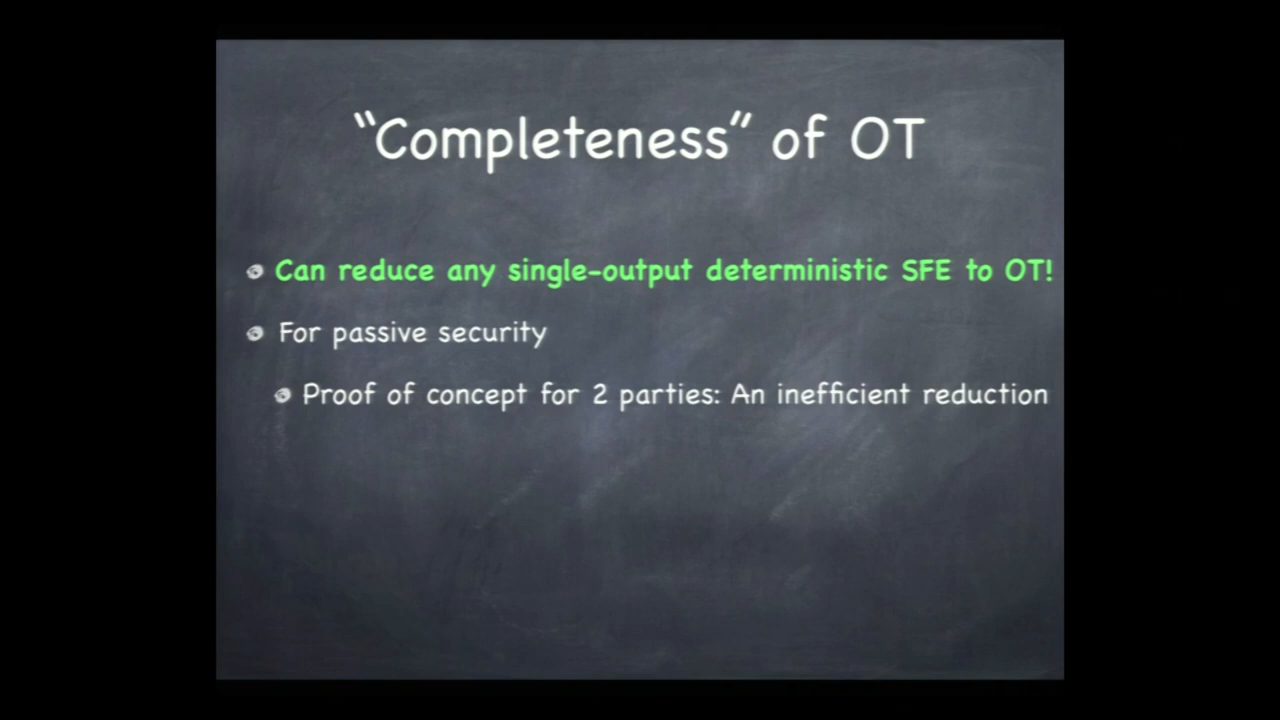 “Completeness” of OT
Can reduce any single-output deterministic SFE to OT!
For passive security
Proof of concept for 2 parties: An inefficient reduction